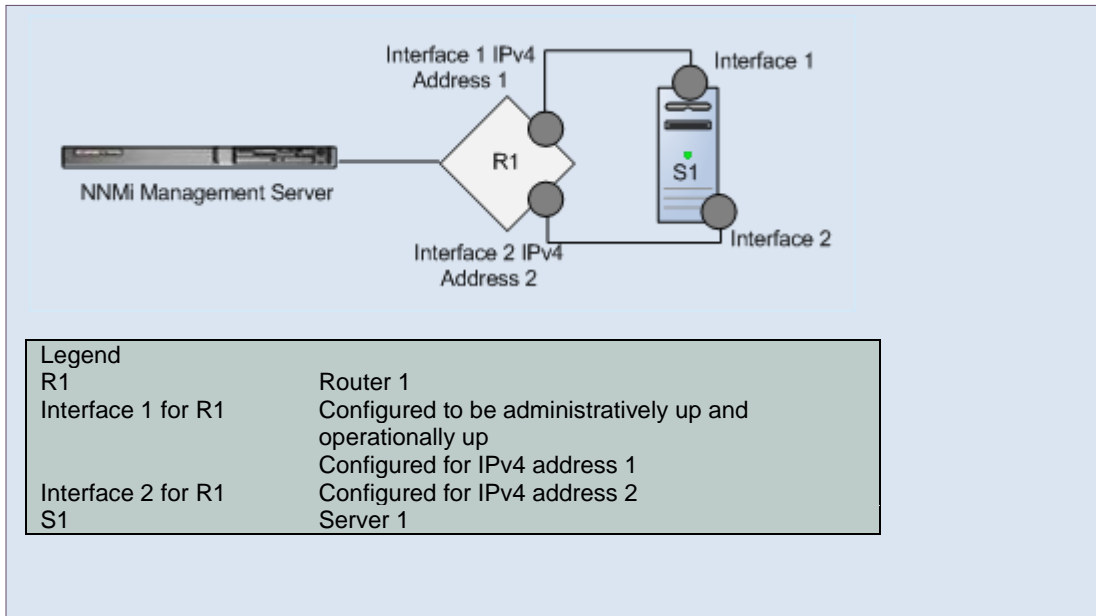 Interface 1 IPv4
Address 1
Interface 1
R1
S1
NNMi Management Server
Interface 2 IPv4
Address 2
Interface 2
Legend
R1 Router 1
Interface 1 for R1 Configured to be administratively up and
operationally up
Configured for IPv4 address 1
Interface 2 for R1 Configured for IPv4 address 2
S1 Server 1